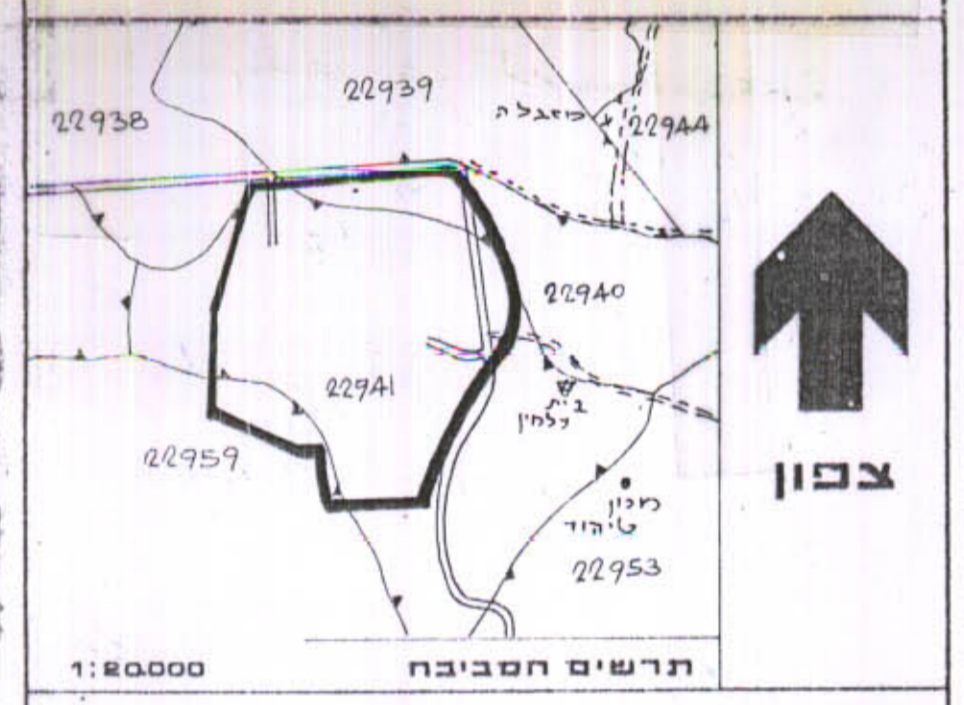 22939
22938
מזבלה
22944
22940
22941
בית
עלמין
22959
צפון
מכון
טיהור
22953
1:20.000
תרשים הסביבה